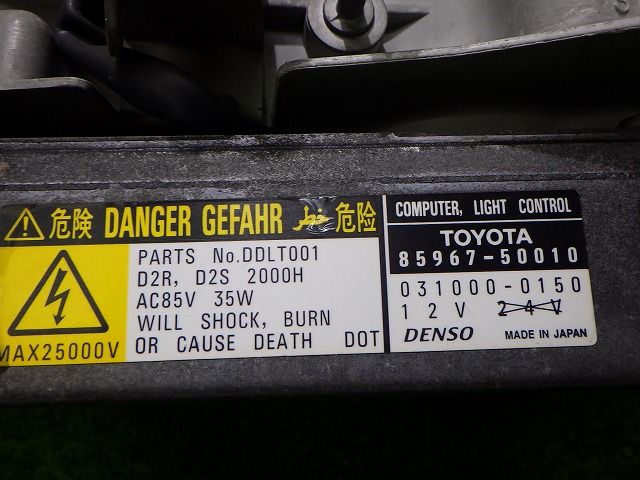 危険 DANGER GEFAHR خطر 危险
PARTS No.DDLT001
D2R, D2S 2000H
AC85V 35W
WILL SHOCK, BURN
OR CAUSE DEATH DOT
MAX25000V
COMPUTER, LIGHT CONTROL
TOYOTA
85967-50010
031000-0150
12V 24V
DENSO MADE IN JAPAN